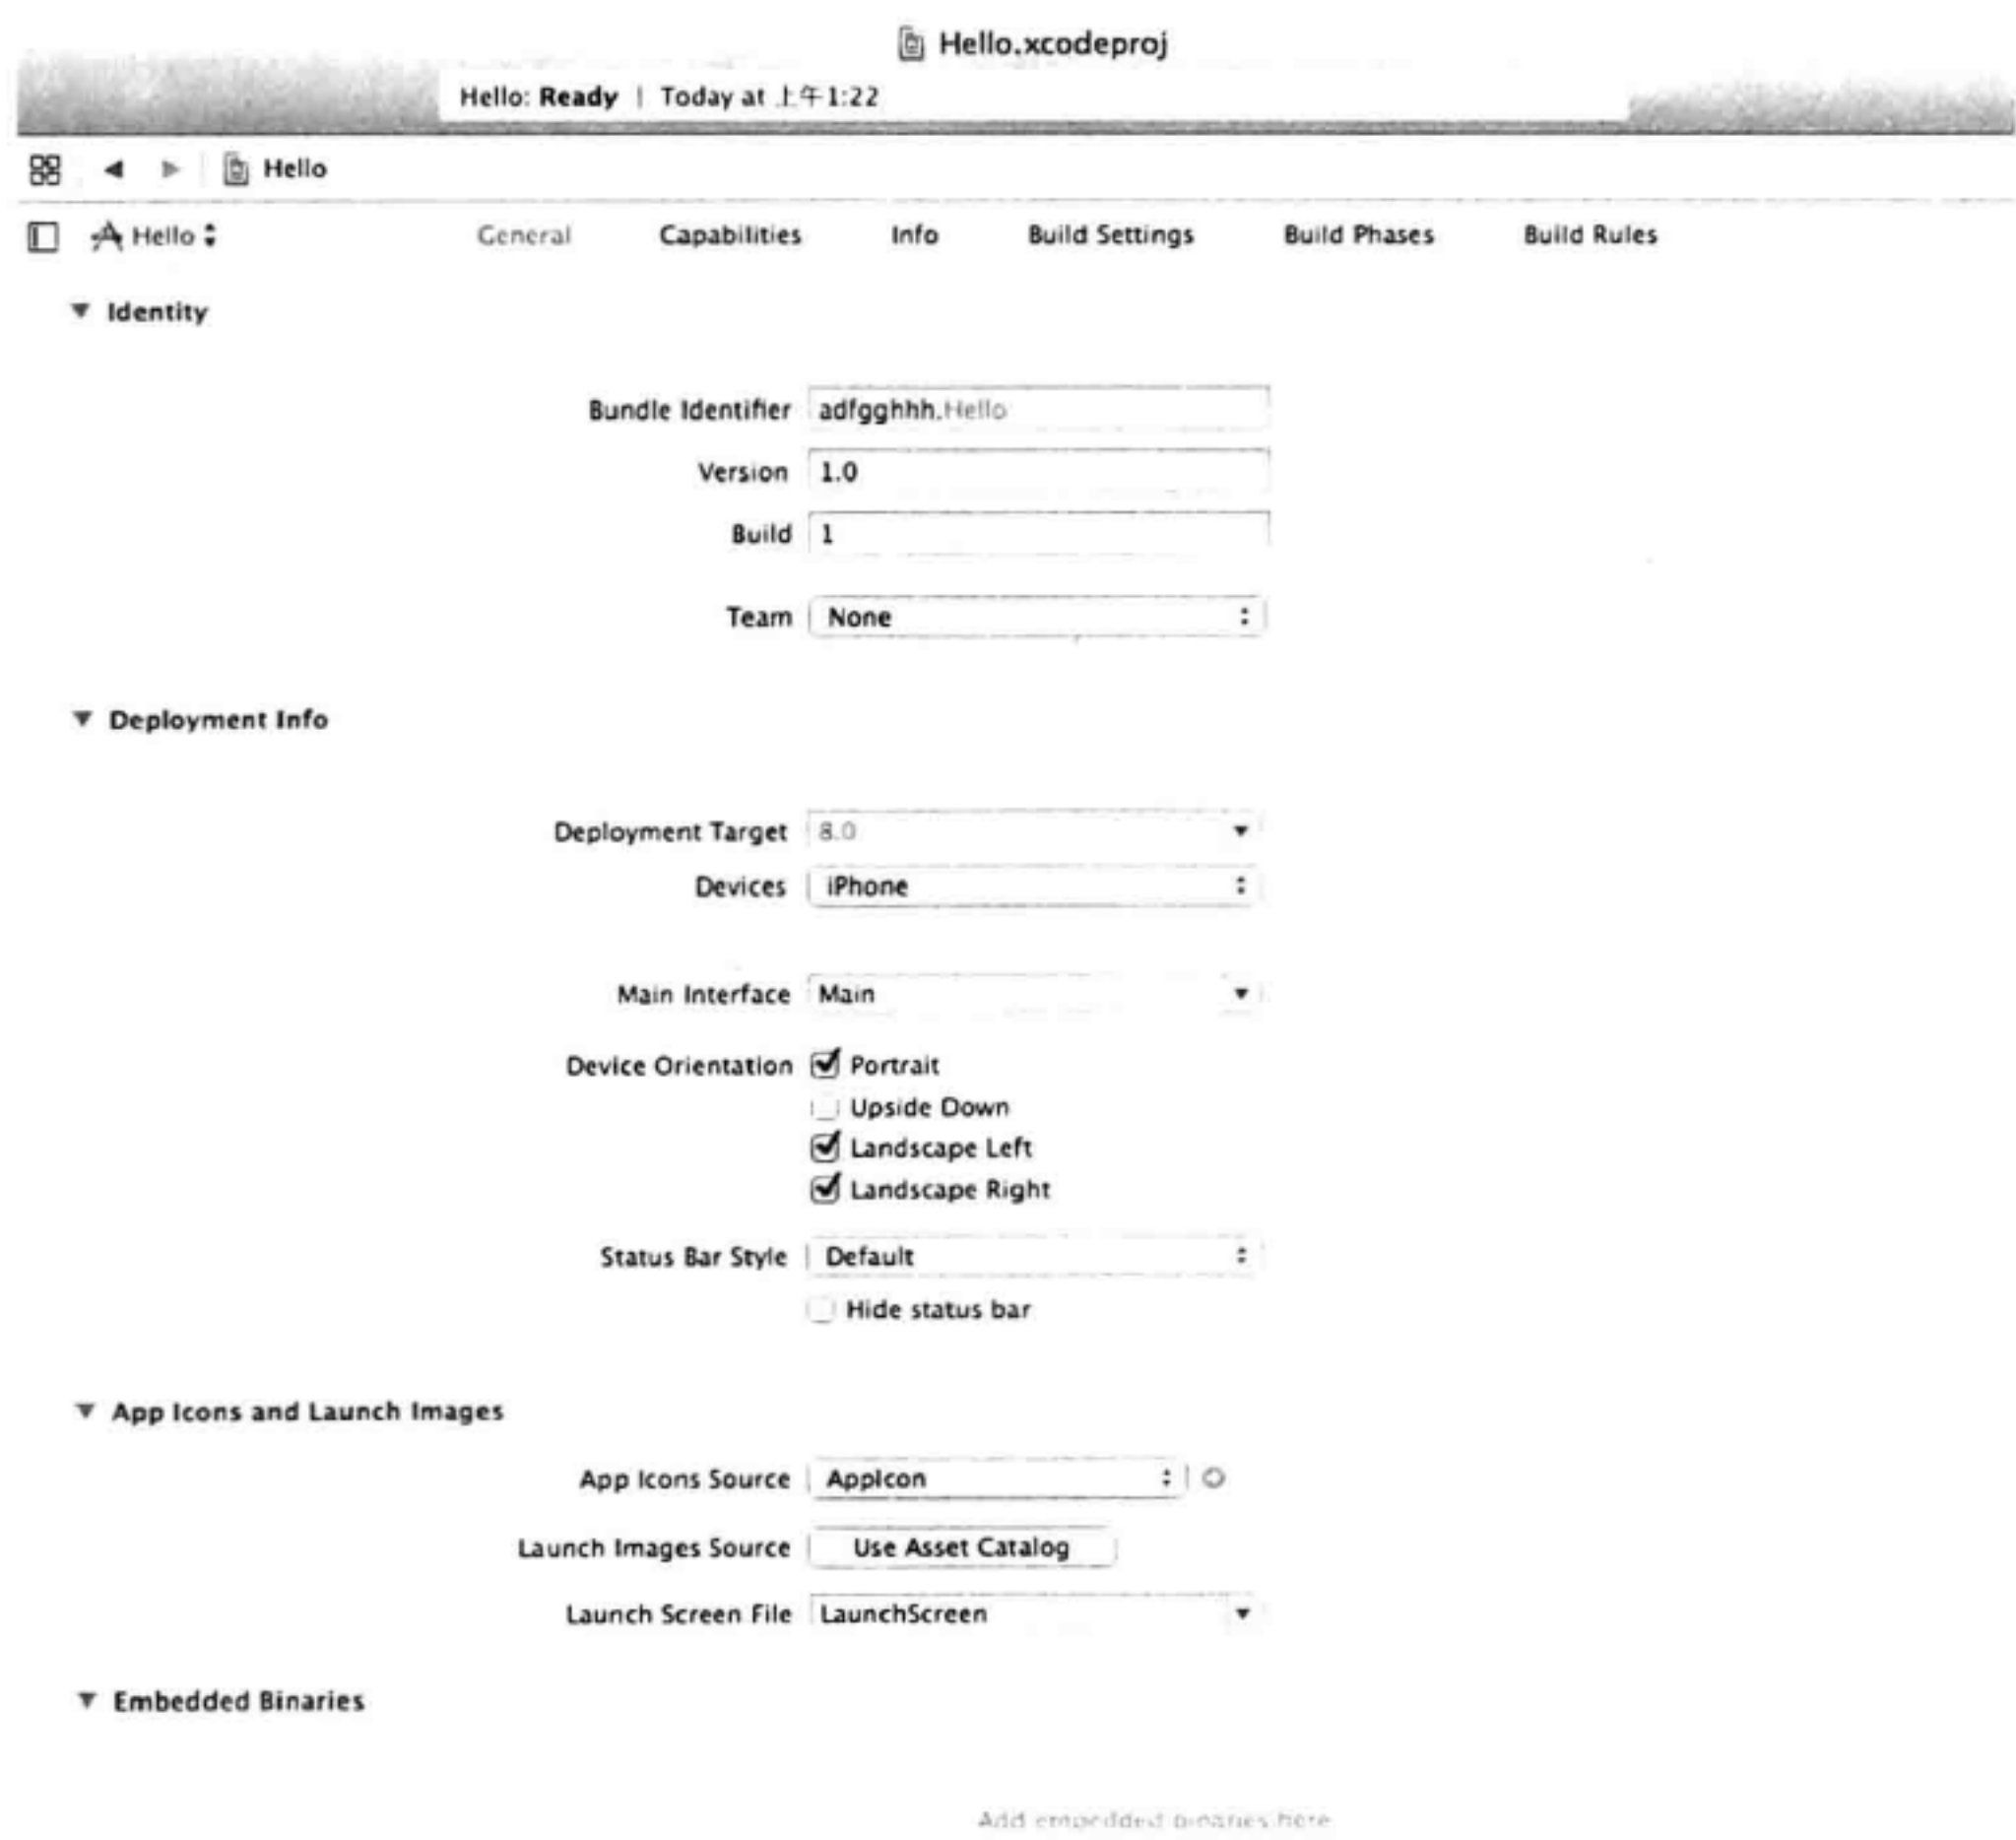 Hello.xcodeproj
Hello: Ready | Today at 上午1:22
Hello
Hello General Capabilities Info Build Settings Build Phases Build Rules
Identity
Bundle Identifier adfgghhh.Hello
Version 1.0
Build 1
Team None
Deployment Info
Deployment Target 8.0
Devices iPhone
Main Interface Main
Device Orientation Portrait
Upside Down
Landscape Left
Landscape Right
Status Bar Style Default
Hide status bar
App Icons and Launch Images
App Icons Source AppIcon
Launch Images Source Use Asset Catalog
Launch Screen File LaunchScreen
Embedded Binaries
Add embedded binaries here